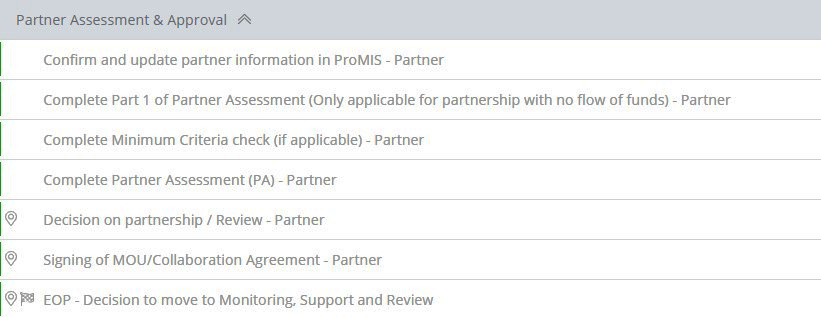 Partner Assessment & Approval
Confirm and update partner information in ProMIS - Partner
Complete Part 1 of Partner Assessment (Only applicable for partnership with no flow of funds) - Partner
Complete Minimum Criteria check (if applicable) - Partner
Complete Partner Assessment (PA) - Partner
Decision on partnership / Review - Partner
Signing of MOU/Collaboration Agreement - Partner
EOP - Decision to move to Monitoring, Support and Review